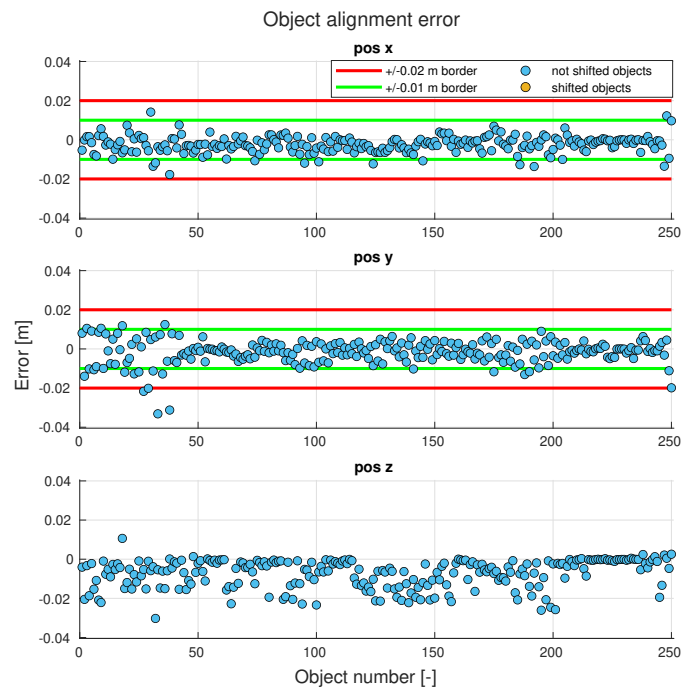 Object alignment error
pos x
+/-0.02 m border
not shifted objects
+/-0.01 m border
shifted objects
0.04
0.02
0
-0.02
-0.04
1 50 100 150 200 250
pos y
0.04
0.02
0
-0.02
-0.04
0 50 100 150 200 250
Error [m]
pos z
0.04
0.02
0
-0.02
-0.04
0 50 100 150 200 250
Object number [-]